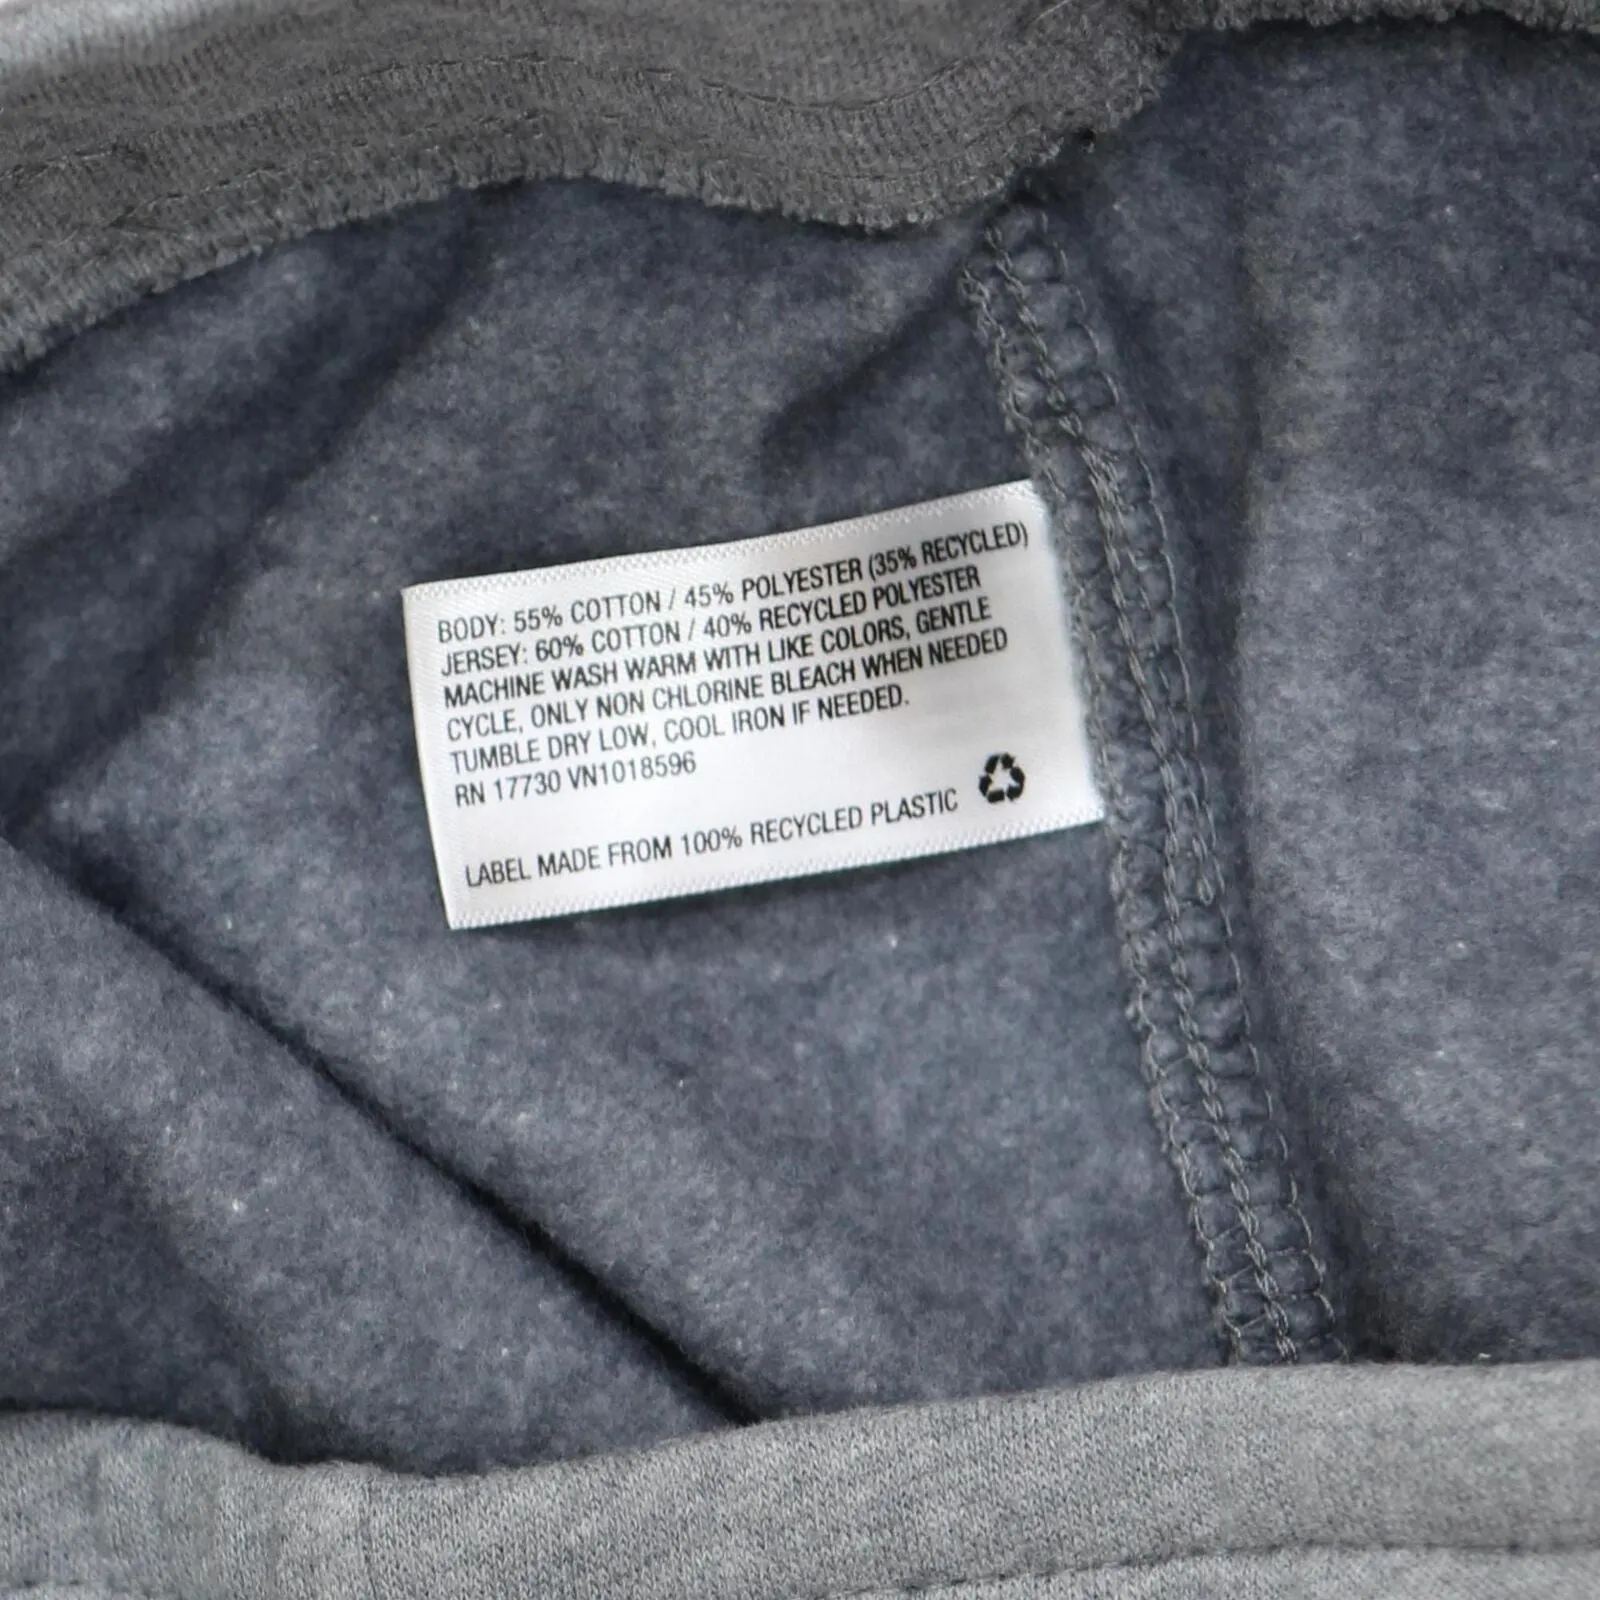 BODY: 55% COTTON / 45% POLYESTER (35% RECYCLED)
JERSEY: 60% COTTON / 40% RECYCLED POLYESTER
MACHINE WASH WARM WITH LIKE COLORS, GENTLE
CYCLE, ONLY NON CHLORINE BLEACH WHEN NEEDED
TUMBLE DRY LOW, COOL IRON IF NEEDED.
RN 17730 VN1018596
LABEL MADE FROM 100% RECYCLED PLASTIC